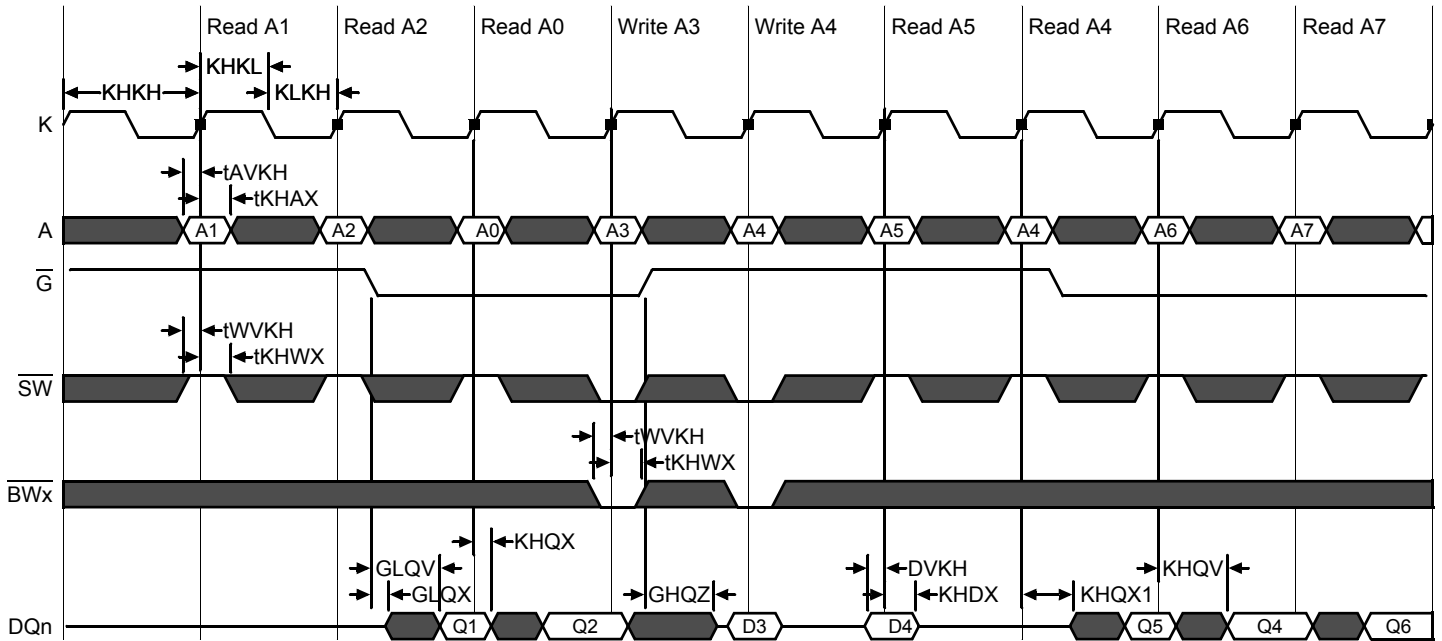 Read A1 Read A2 Read A0 Write A3 Write A4 Read A5 Read A4 Read A6 Read A7
KHKL
KHKH KLKH
K
tAVKH
tKHAX
A A1 A2 A0 A3 A4 A5 A4 A6 A7
G
tWVKH
tKHWX
SW
tWVKH
tKHWX
BWx
KHQX
GLQV DVKH KHQV
GLQX GHQZ KHDX KHQX1
DQn Q1 Q2 D3 D4 Q5 Q4 Q6